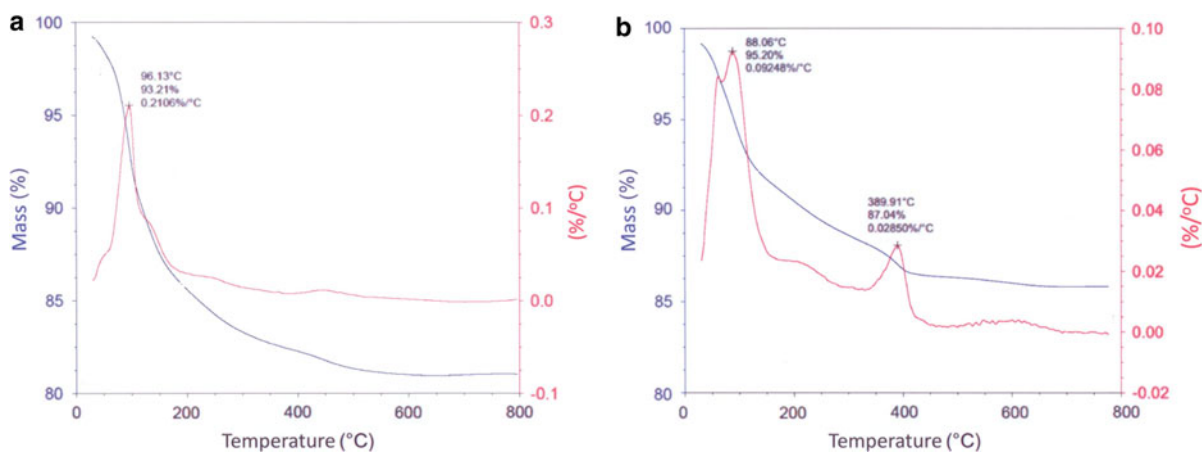 a
100
95
90
85
80
Mass (%)
96.13°C
93.21%
0.2106%/°C
0.3
0.2
0.1
0.0
-0.1
(%/°C)
0
200
400
600
800
Temperature (°C)
b
100
95
90
85
80
Mass (%)
88.06°C
95.20%
0.09248%/°C
389.91°C
87.04%
0.02850%/°C
0.10
0.08
0.06
0.04
0.02
0.00
-0.02
(%/°C)
0
200
400
600
800
Temperature (°C)